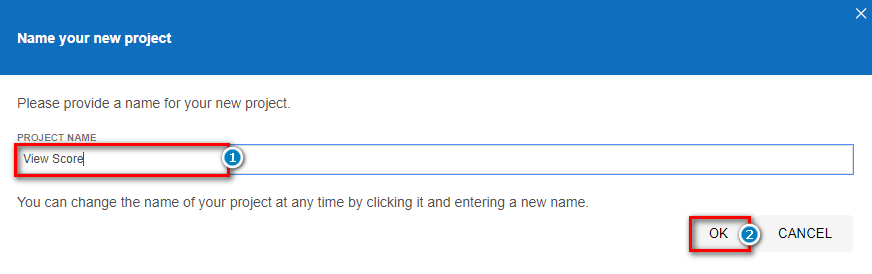 Name your new project
Please provide a name for your new project.
PROJECT NAME
View Score
1
You can change the name of your project at any time by clicking it and entering a new name.
OK
2
CANCEL